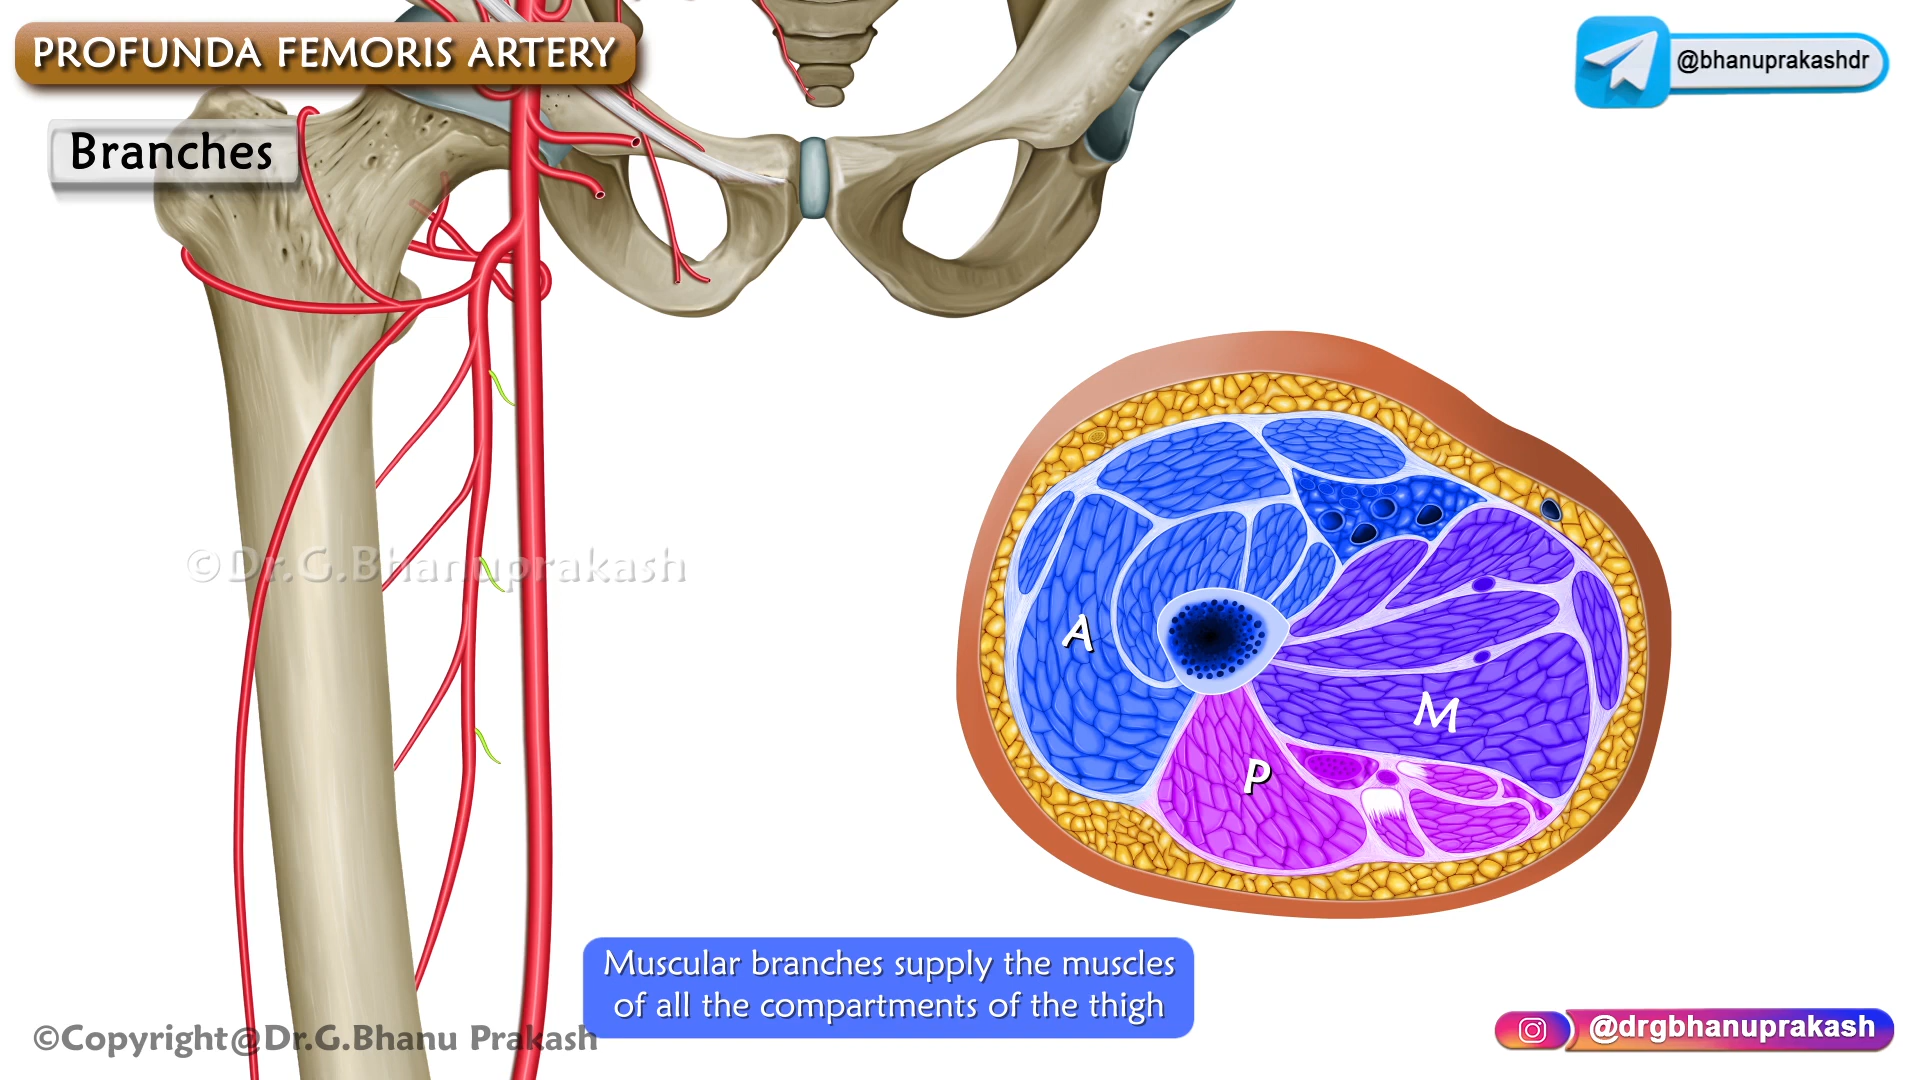 PROFUNDA FEMORIS ARTERY
@bhanuprakashdr
Branches
©Dr.G.Bhanuprakash
A
M
P
Muscular branches supply the muscles
of all the compartments of the thigh
©Copyright@Dr.G.Bhanu Prakash
@drgbhanuprakash